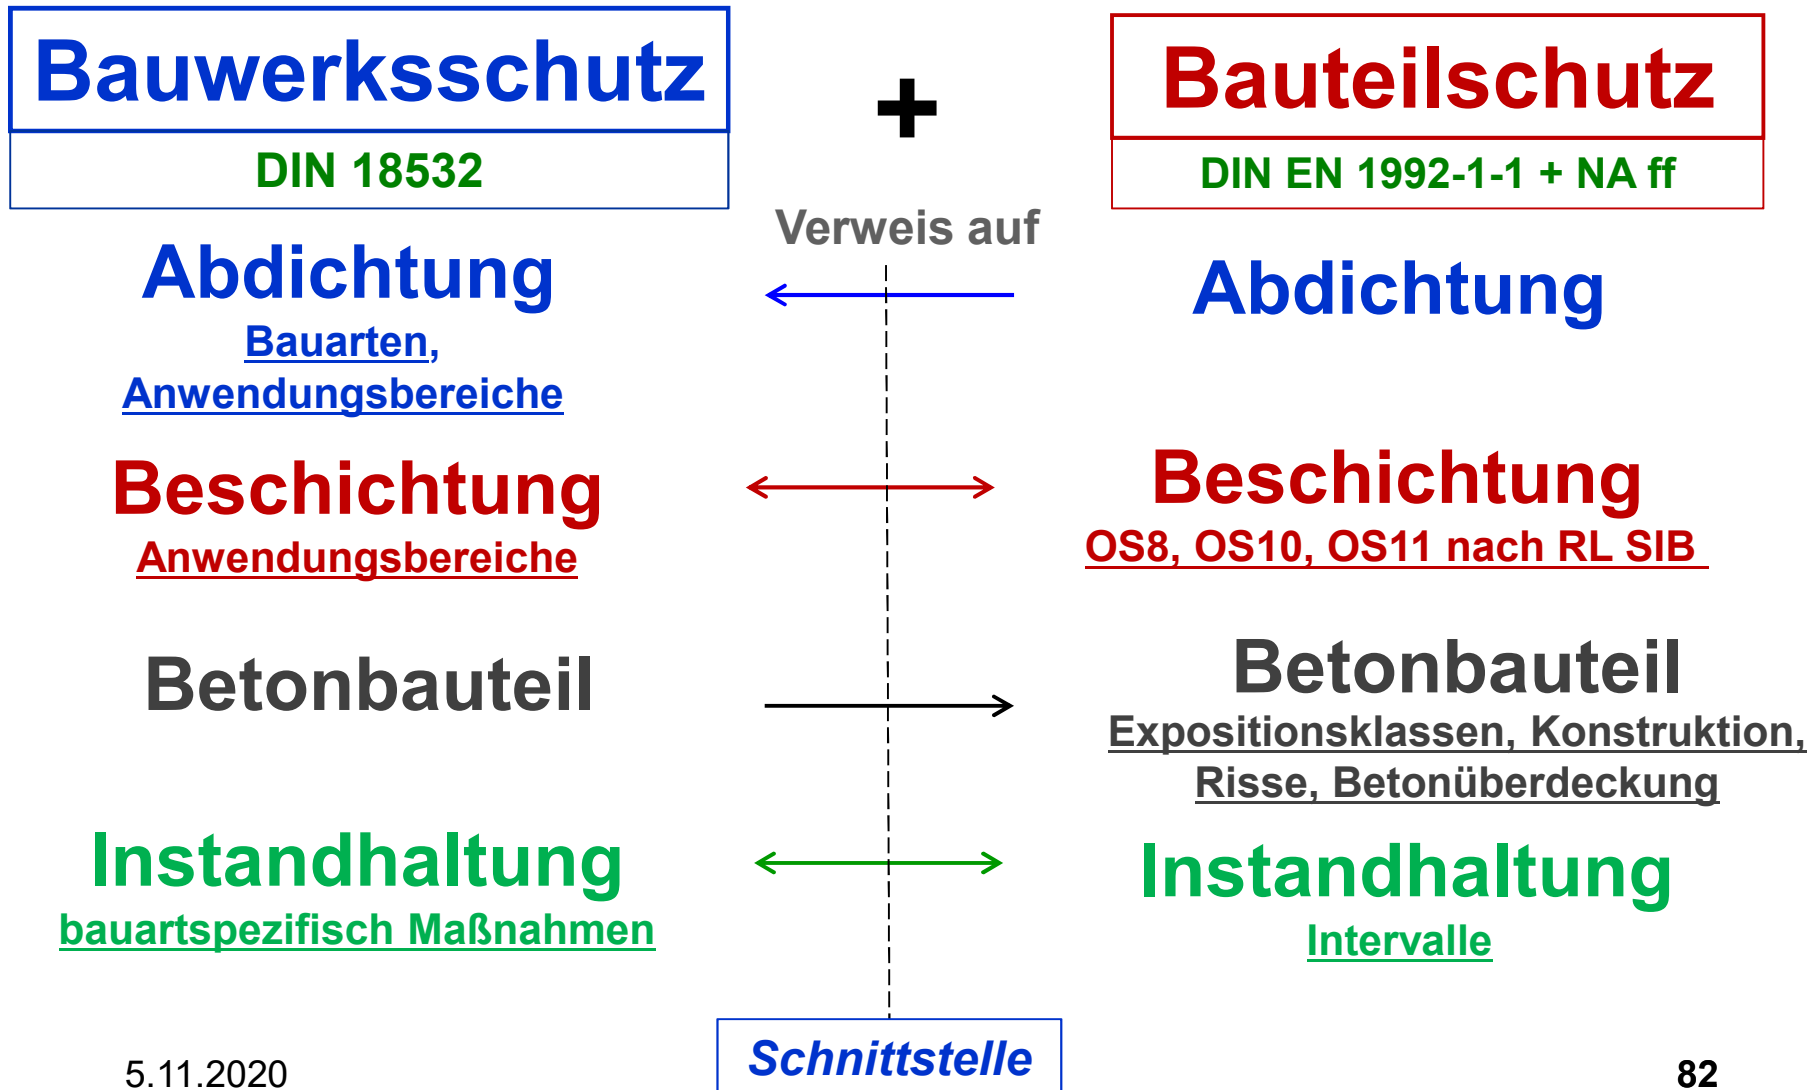 Bauwerksschutz
DIN 18532
+
Bauteilschutz
DIN EN 1992-1-1 + NA ff
Verweis auf
Abdichtung
Bauarten,
Anwendungsbereiche
Abdichtung
Beschichtung
Anwendungsbereiche
Beschichtung
OS8, OS10, OS11 nach RL SIB
Betonbauteil
Betonbauteil
Expositionsklassen, Konstruktion,
Risse, Betonüberdeckung
Instandhaltung
bauartspezifisch Maßnahmen
Instandhaltung
Intervalle
Schnittstelle
5.11.2020
82